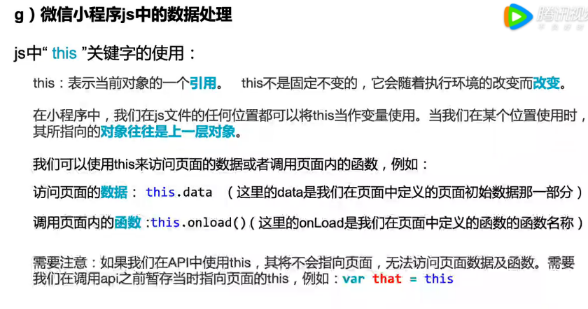 g）微信小程序js中的数据处理
腾讯视频
js中“ this ”关键字的使用：
this：表示当前对象的一个引用。 this不是固定不变的，它会随着执行环境的改变而改变。
在小程序中，我们在js文件的任何位置都可以将this当作变量使用。当我们在某个位置使用时，
其所指向的对象往往是上一层对象。
我们可以使用this来访问页面的数据或者调用页面内的函数，例如：
访问页面的数据： this.data （这里的data是我们在页面中定义的页面初始数据那一部分）
调用页面内的函数：this.onload()（这里的onLoad是我们在页面中定义的函数的函数名称）
需要注意：如果我们在API中使用this，其将不会指向页面，无法访问页面数据及函数。需要
我们在调用api之前暂存当时指向页面的this，例如：var that = this